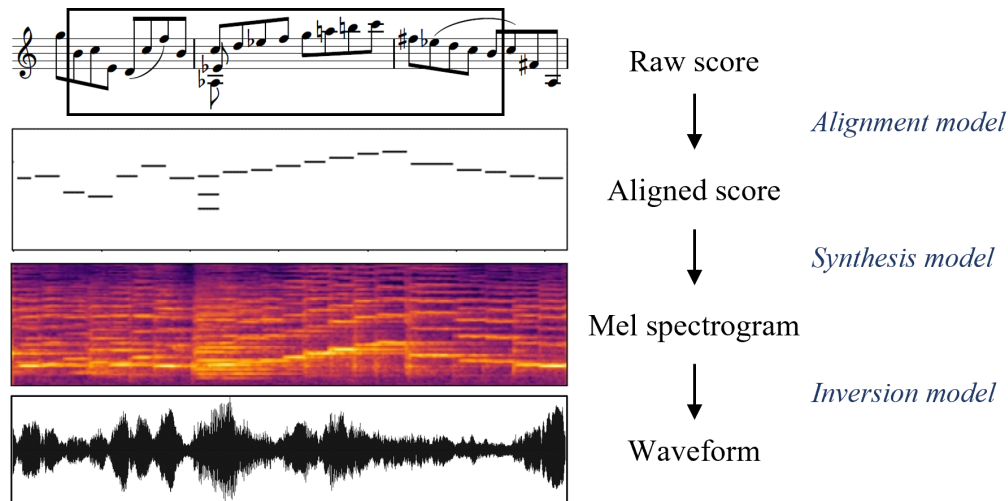 Raw score
Alignment model
Aligned score
Synthesis model
Mel spectrogram
Inversion model
Waveform